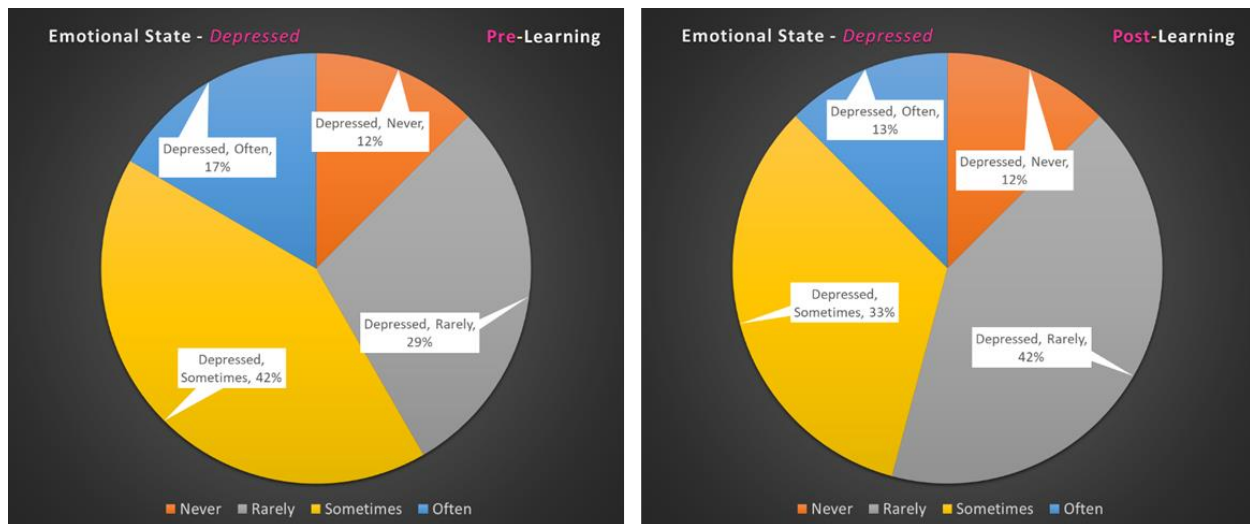 Emotional State - Depressed
Pre-Learning
Depressed, Never,
12%
Depressed, Often,
17%
Depressed, Rarely,
29%
Depressed,
Sometimes, 42%
Never Rarely Sometimes Often
Emotional State - Depressed
Post-Learning
Depressed, Often,
13%
Depressed, Never,
12%
Depressed,
Sometimes, 33%
Depressed, Rarely,
42%
Never Rarely Sometimes Often